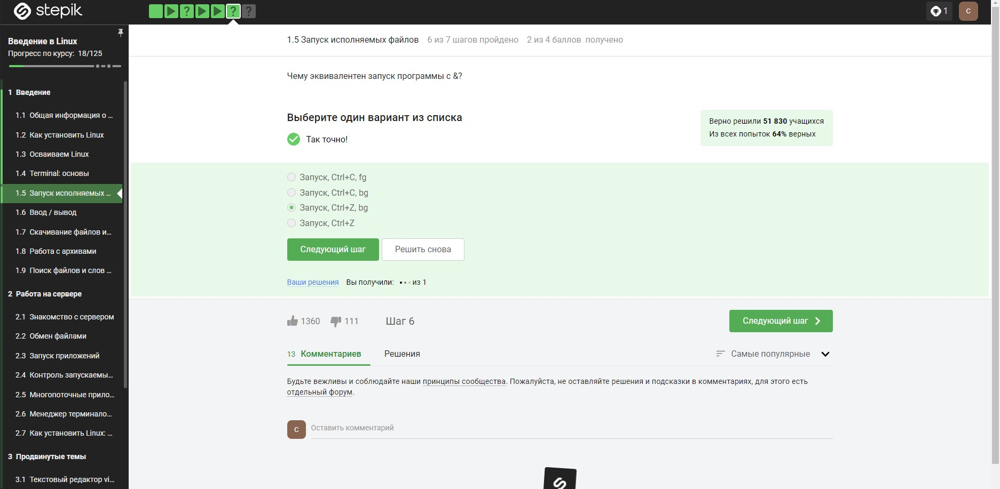 stepik
? ? ?
1
C
Введение в Linux
Прогресс по курсу: 18/125
1 Введение
1.1 Общая информация о ...
1.2 Как установить Linux
1.3 Осваиваем Linux
1.4 Terminal: основы
1.5 Запуск исполняемых ...
1.6 Ввод / вывод
1.7 Скачивание файлов и...
1.8 Работа с архивами
1.9 Поиск файлов и слов ...
2 Работа на сервере
2.1 Знакомство с сервером
2.2 Обмен файлами
2.3 Запуск приложений
2.4 Контроль запускаемы...
2.5 Многопоточные прило...
2.6 Менеджер терминало...
2.7 Как установить Linux: ...
3 Продвинутые темы
3.1 Текстовый редактор vi...
1.5 Запуск исполняемых файлов 6 из 7 шагов пройдено 2 из 4 баллов получено
Чему эквивалентен запуск программы с &?
Выберите один вариант из списка
Так точно!
Верно решили 51 830 учащихся
Из всех попыток 64% верных
Запуск, Ctrl+C, fg
Запуск, Ctrl+C, bg
Запуск, Ctrl+Z, bg
Запуск, Ctrl+Z
Следующий шаг Решить снова
Ваши решения Вы получили: из 1
1360 111 Шаг 6 Следующий шаг
13 Комментариев Решения Самые популярные
Будьте вежливы и соблюдайте наши принципы сообщества. Пожалуйста, не оставляйте решения и подсказки в комментариях, для этого есть
отдельный форум.
C Оставить комментарий